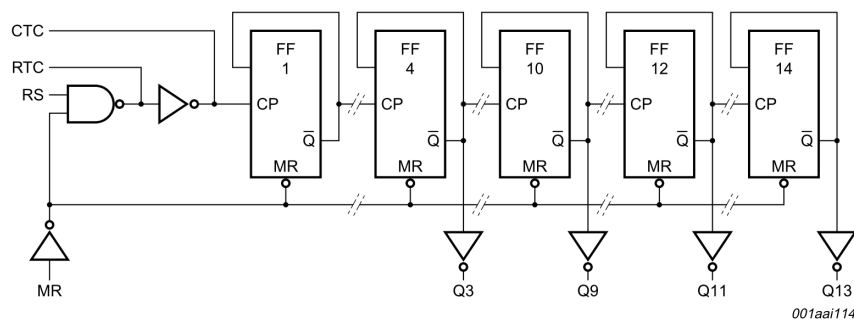 CTC
RTC
RS
FF
1
CP
Q
MR
FF
4
CP
Q
MR
FF
10
CP
Q
MR
FF
12
CP
Q
MR
FF
14
CP
Q
MR
MR
Q3
Q9
Q11
Q13
001aai114